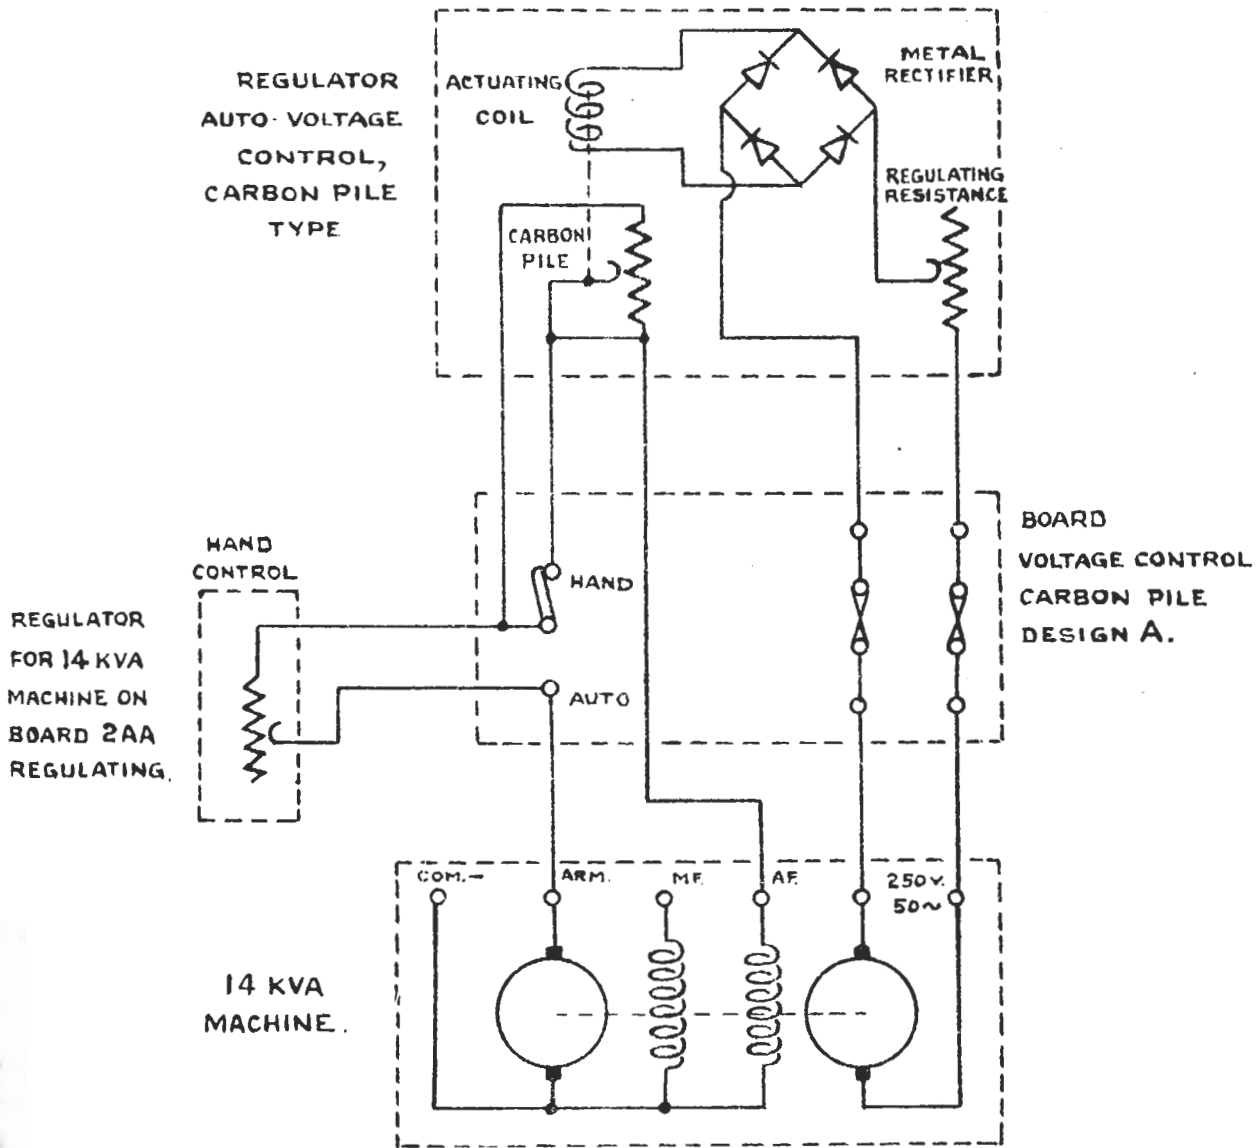 REGULATOR
AUTO-VOLTAGE
CONTROL,
CARBON PILE
TYPE
ACTUATING
COIL
METAL
RECTIFIER
REGULATING
RESISTANCE
CARBON
PILE
HAND
CONTROL
REGULATOR
FOR 14 KVA
MACHINE ON
BOARD 2AA
REGULATING.
HAND
AUTO
BOARD
VOLTAGE CONTROL
CARBON PILE
DESIGN A.
COM.-
ARM.
MF.
AF.
250 V.
50~
14 KVA
MACHINE.